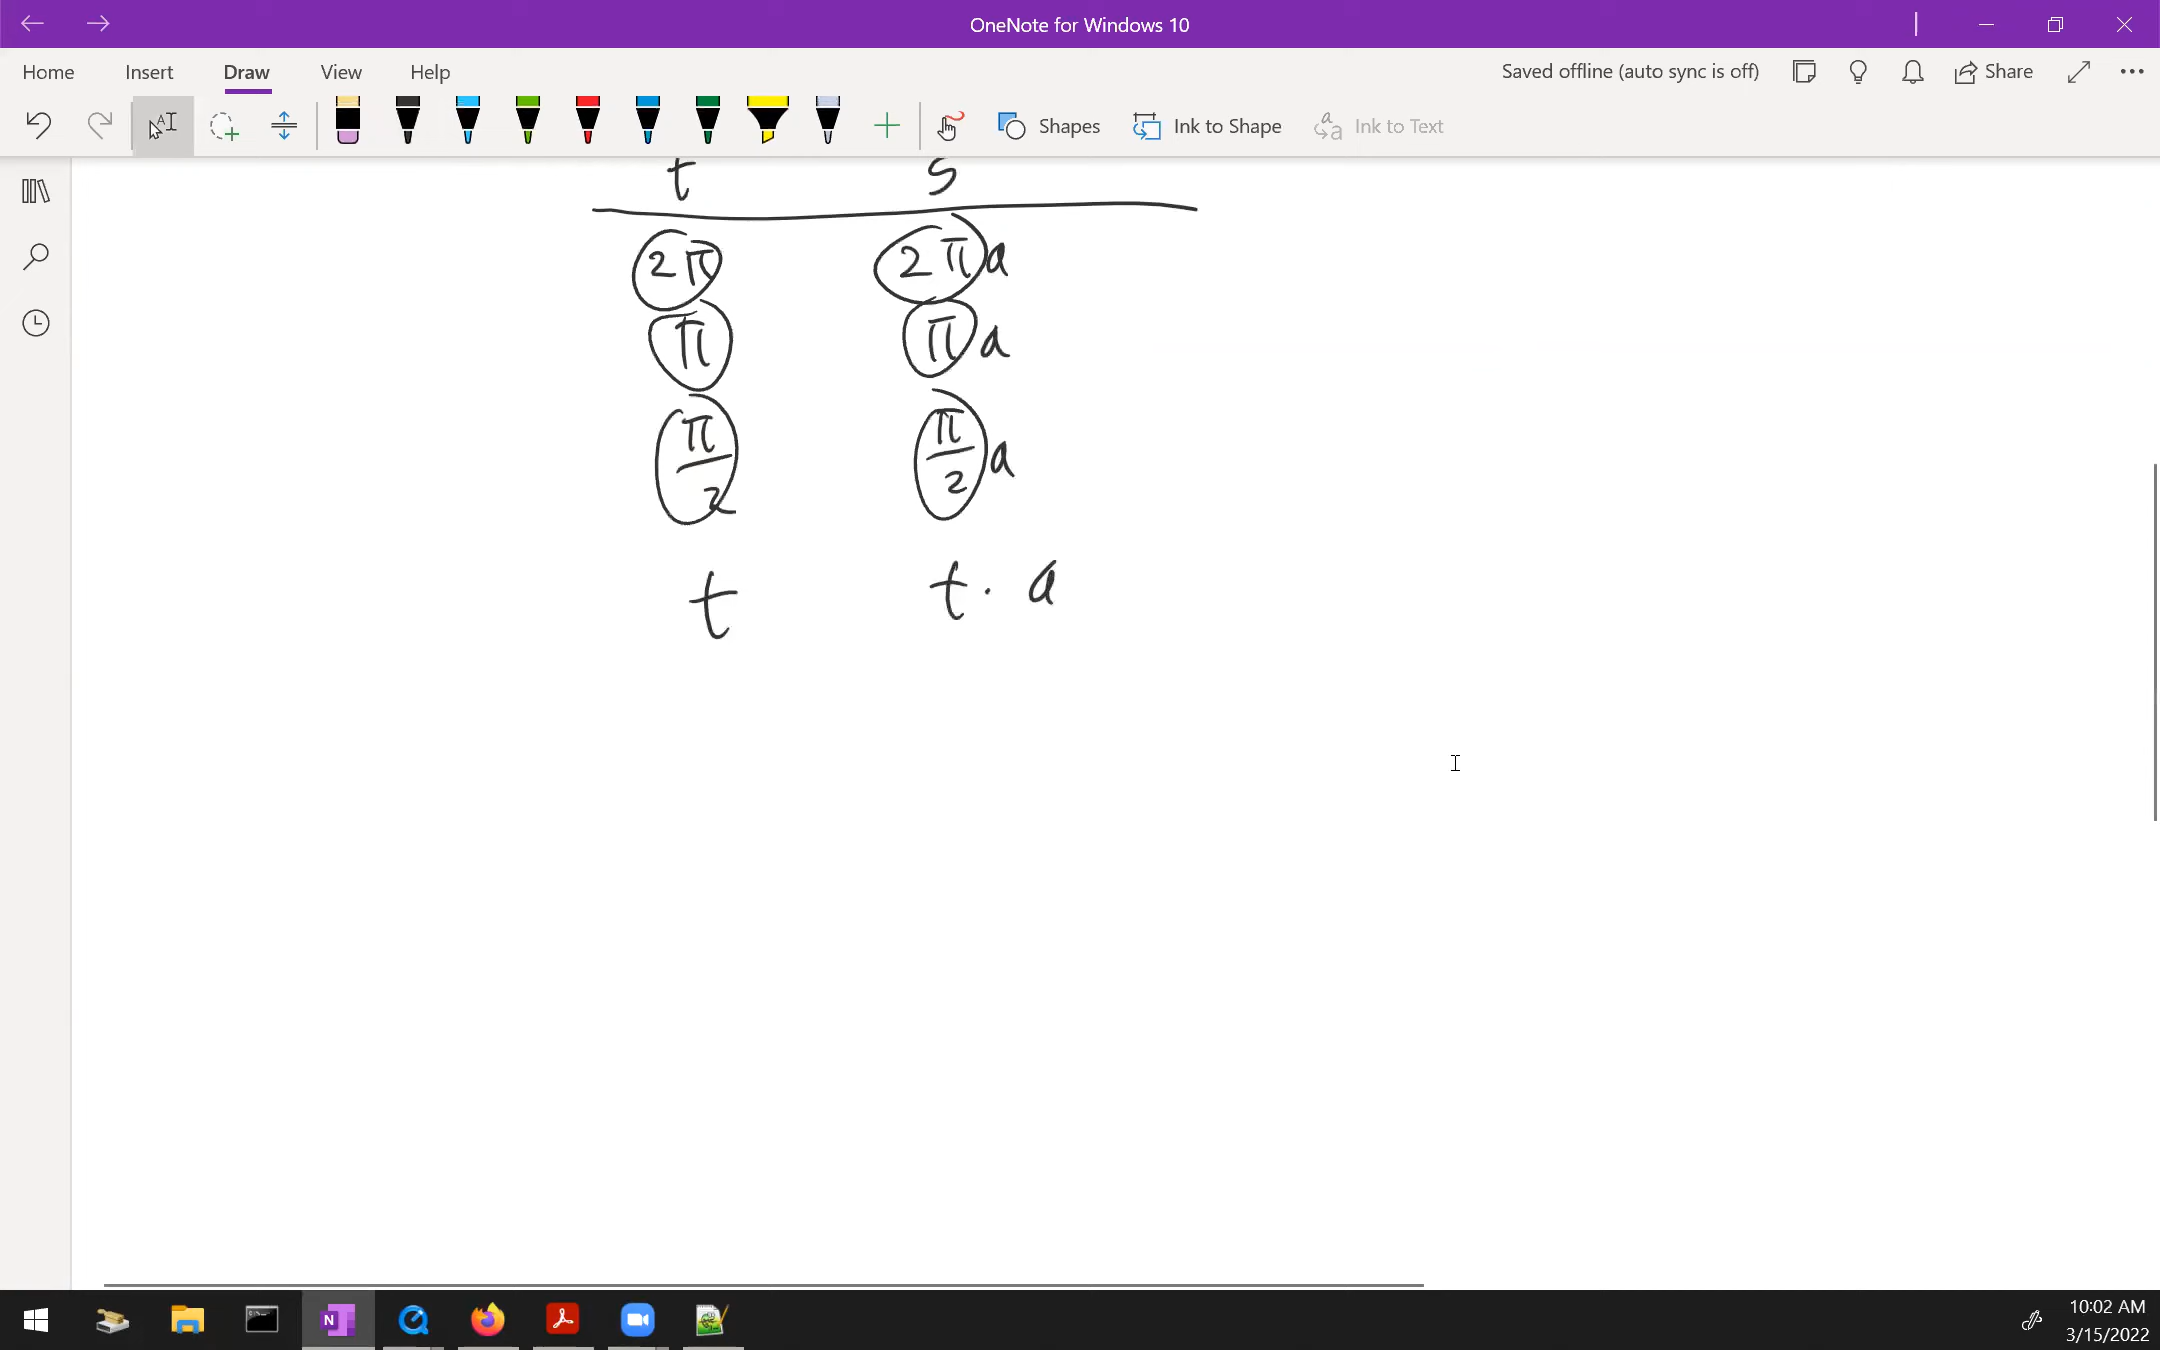 OneNote for Windows 10
Home Insert Draw View Help Saved offline (auto sync is off) Share
Shapes Ink to Shape Ink to Text
t s
2π 2πa
π πa
π/2 π/2 a
t t · a
10:02 AM
3/15/2022